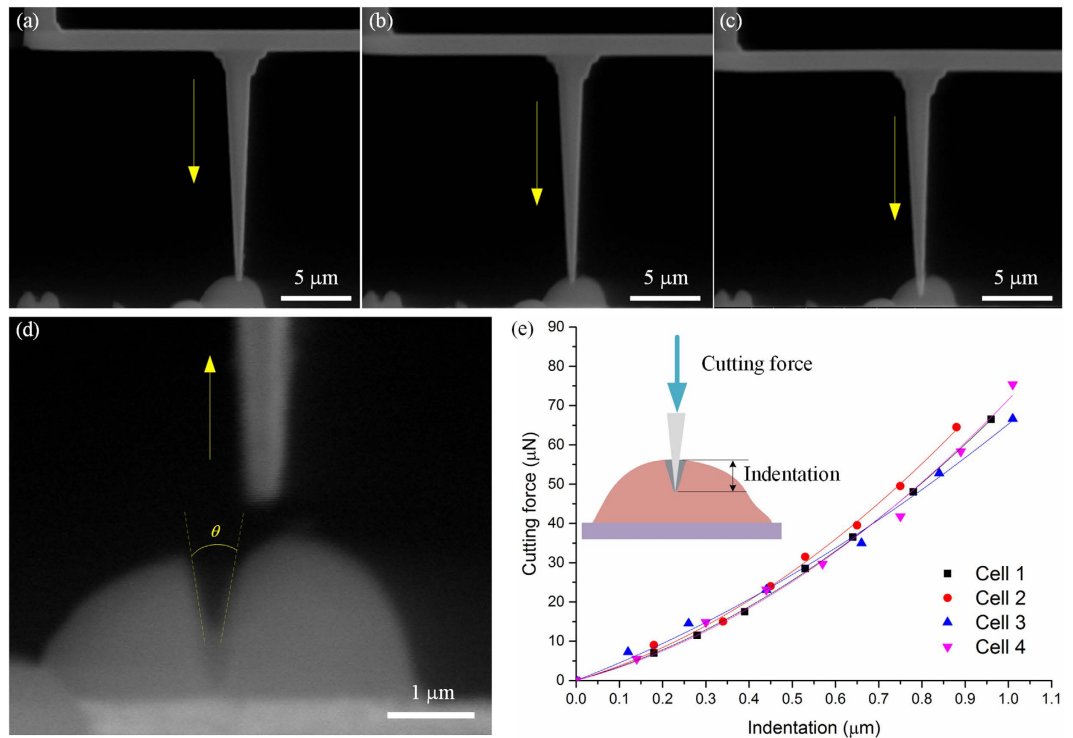 (a)
(b)
(c)
5 μm
5 μm
5 μm
(d)
θ
1 μm
(e)
Cutting force (μN)
90
80
70
60
50
40
30
20
10
0
Cutting force
Indentation
Cell 1
Cell 2
Cell 3
Cell 4
0.0 0.1 0.2 0.3 0.4 0.5 0.6 0.7 0.8 0.9 1.0 1.1
Indentation (μm)